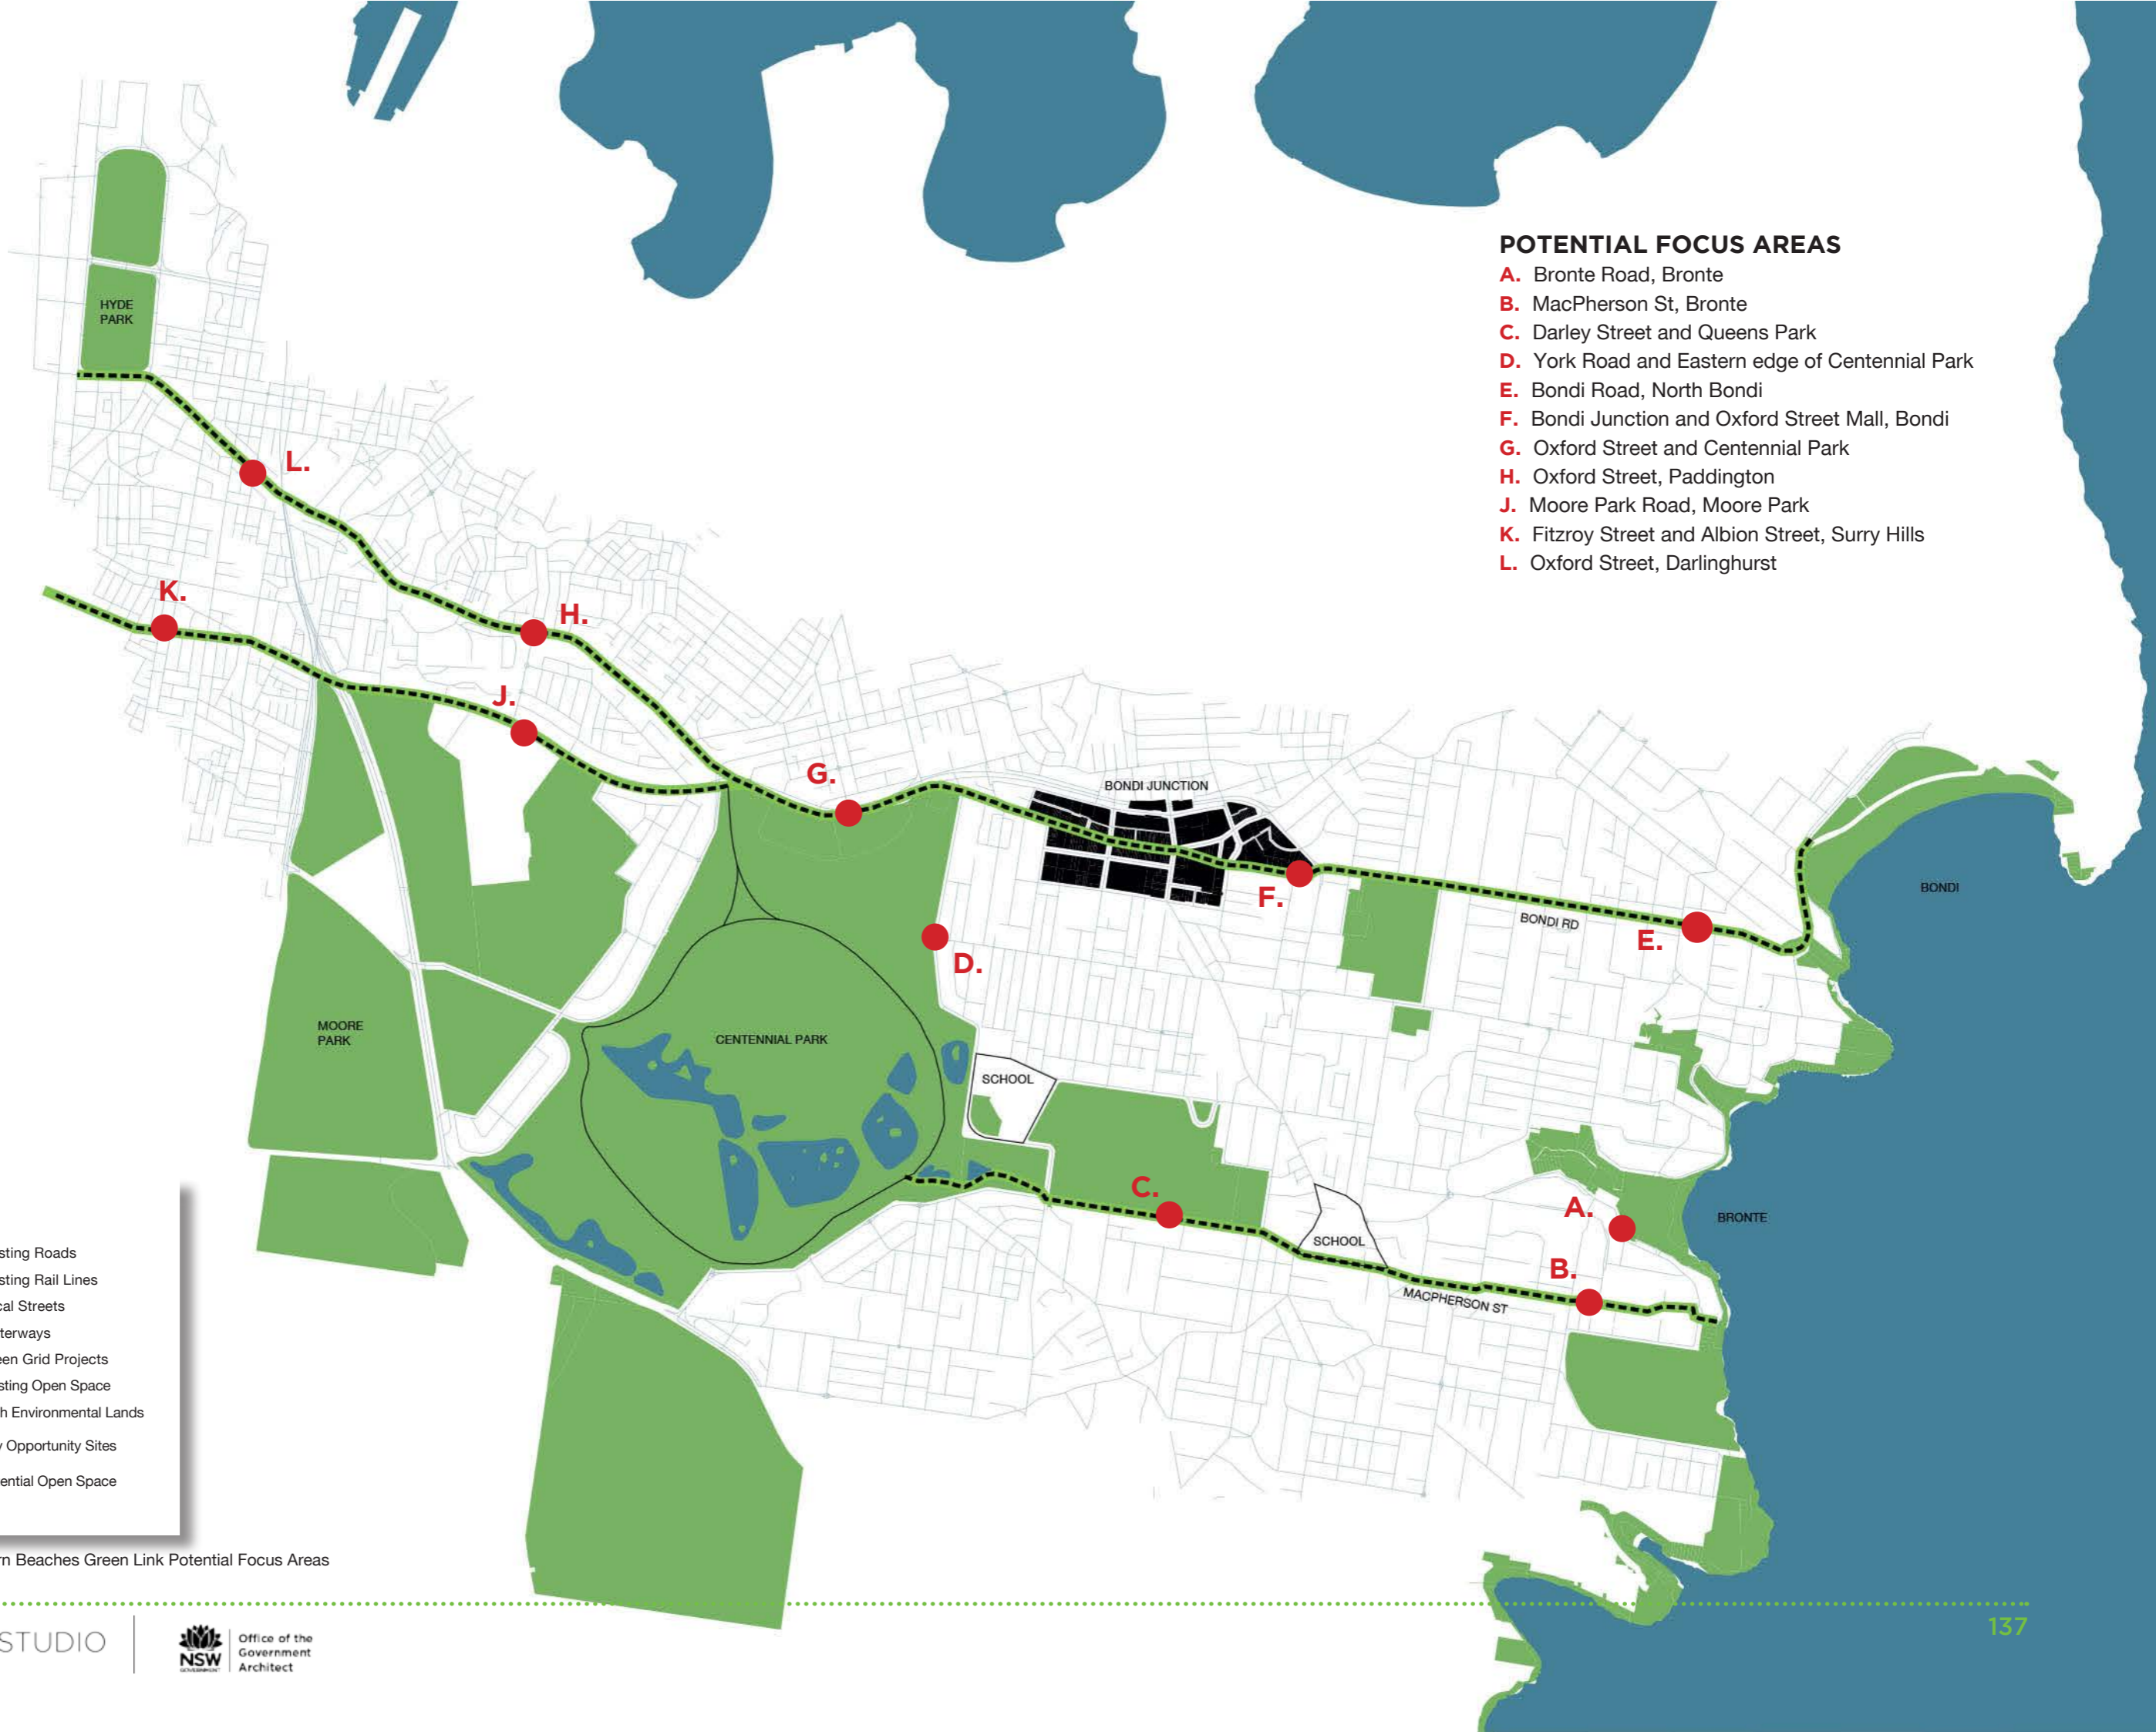 POTENTIAL FOCUS AREAS
A. Bronte Road, Bronte
B. MacPherson St, Bronte
C. Darley Street and Queens Park
D. York Road and Eastern edge of Centennial Park
E. Bondi Road, North Bondi
F. Bondi Junction and Oxford Street Mall, Bondi
G. Oxford Street and Centennial Park
H. Oxford Street, Paddington
J. Moore Park Road, Moore Park
K. Fitzroy Street and Albion Street, Surry Hills
L. Oxford Street, Darlinghurst
HYDE
PARK
L.
K.
H.
J.
G.
BONDI JUNCTION
F.
BONDI RD
E.
BONDI
D.
MOORE
PARK
CENTENNIAL PARK
SCHOOL
C.
SCHOOL
A.
BRONTE
B.
MACPHERSON ST
sting Roads
sting Rail Lines
cal Streets
terways
een Grid Projects
sting Open Space
h Environmental Lands
y Opportunity Sites
ential Open Space
rn Beaches Green Link Potential Focus Areas
STUDIO
NSW
GOVERNMENT
Office of the
Government
Architect
137